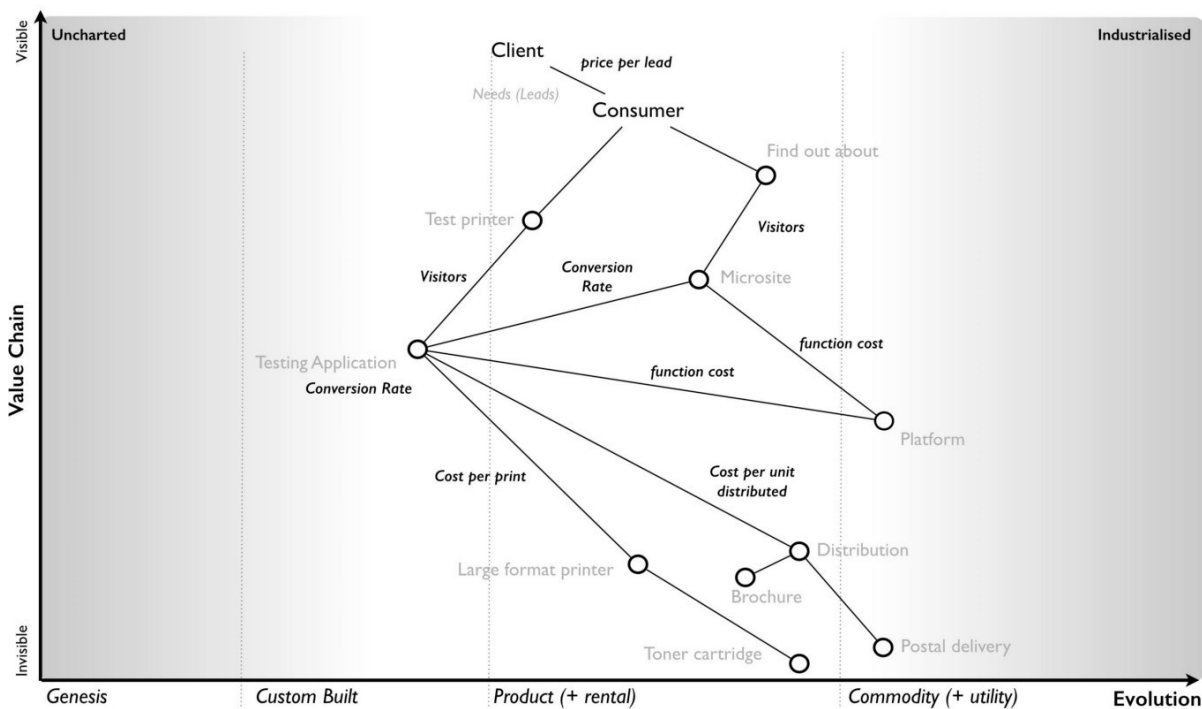 Visible
Uncharted
Industrialised
Client
price per lead
Needs (Leads)
Consumer
Find out about
Test printer
Visitors
Visitors
Conversion
Rate
Microsite
Testing Application
Conversion Rate
function cost
function cost
Platform
Value Chain
Cost per print
Cost per unit
distributed
Distribution
Large format printer
Brochure
Toner cartridge
Postal delivery
Invisible
Genesis
Custom Built
Product (+ rental)
Commodity (+ utility)
Evolution